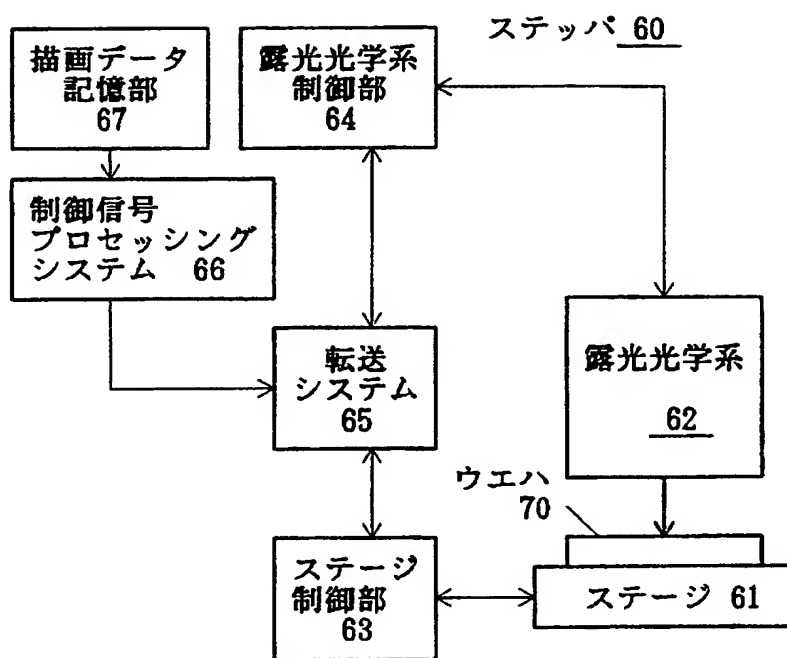 ステッパ 60
描画データ
記憶部
67
露光光学系
制御部
64
制御信号
プロセッシング
システム 66
転送
システム
65
露光光学系
62
ウエハ
70
ステージ
制御部
63
ステージ 61